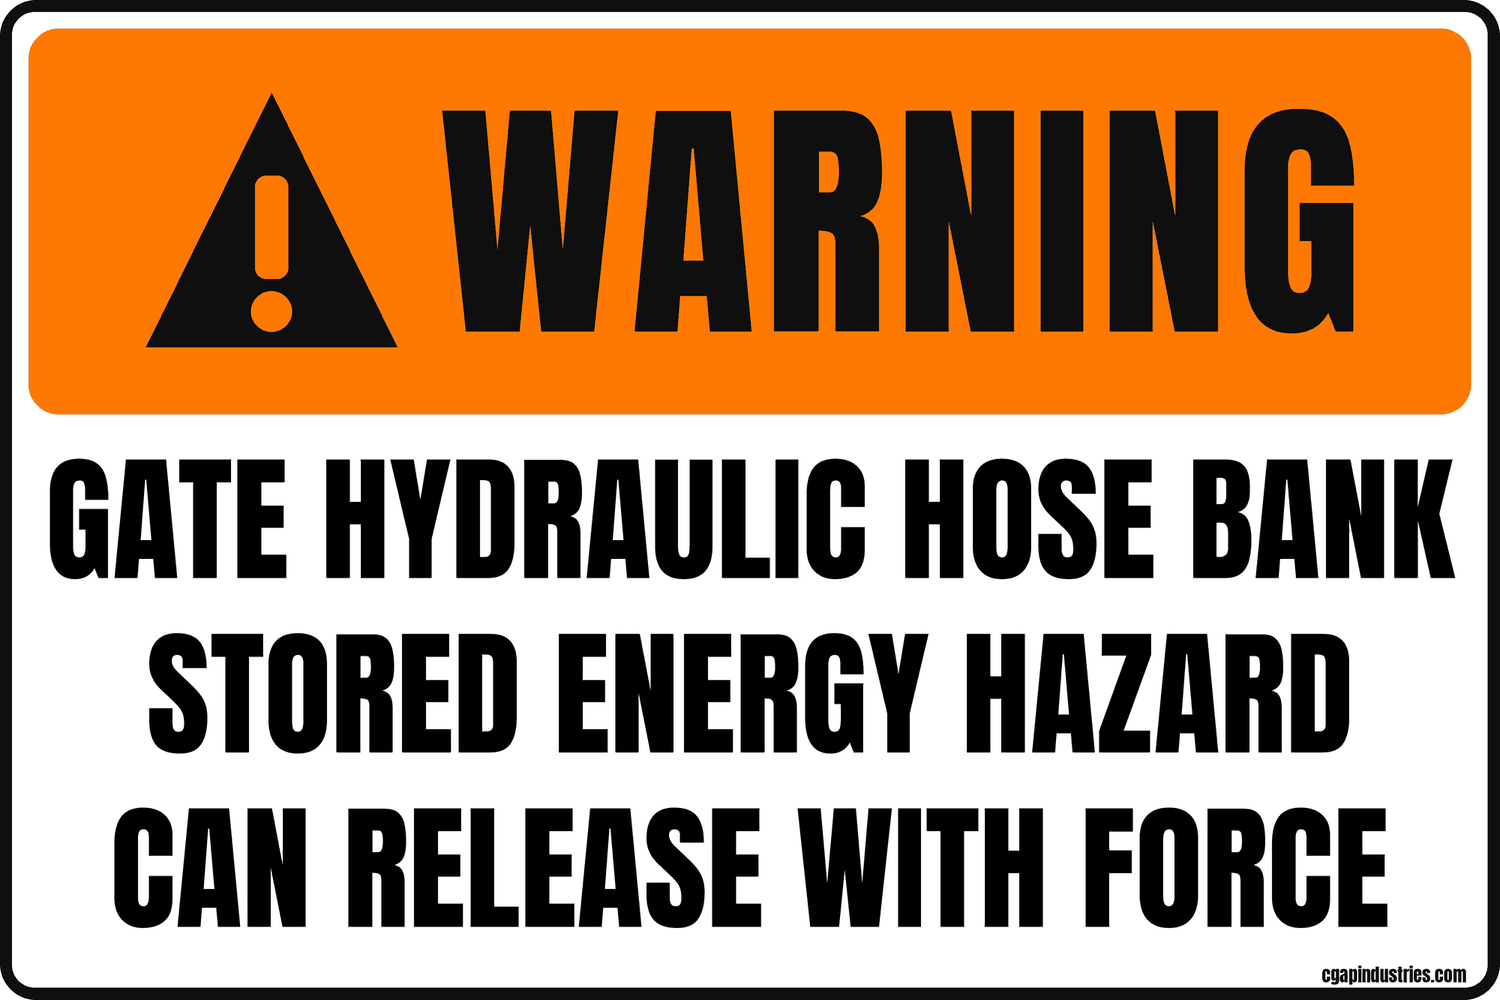 WARNING
GATE HYDRAULIC HOSE BANK
STORED ENERGY HAZARD
CAN RELEASE WITH FORCE
cgapindustries.com